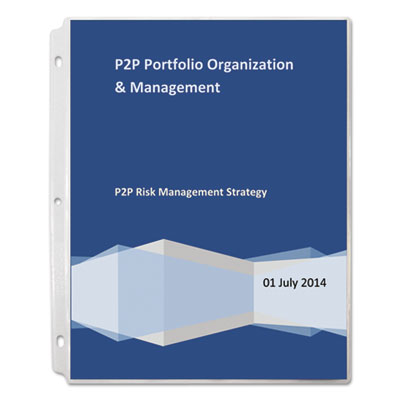 P2P Portfolio Organization
& Management
P2P Risk Management Strategy
01 July 2014